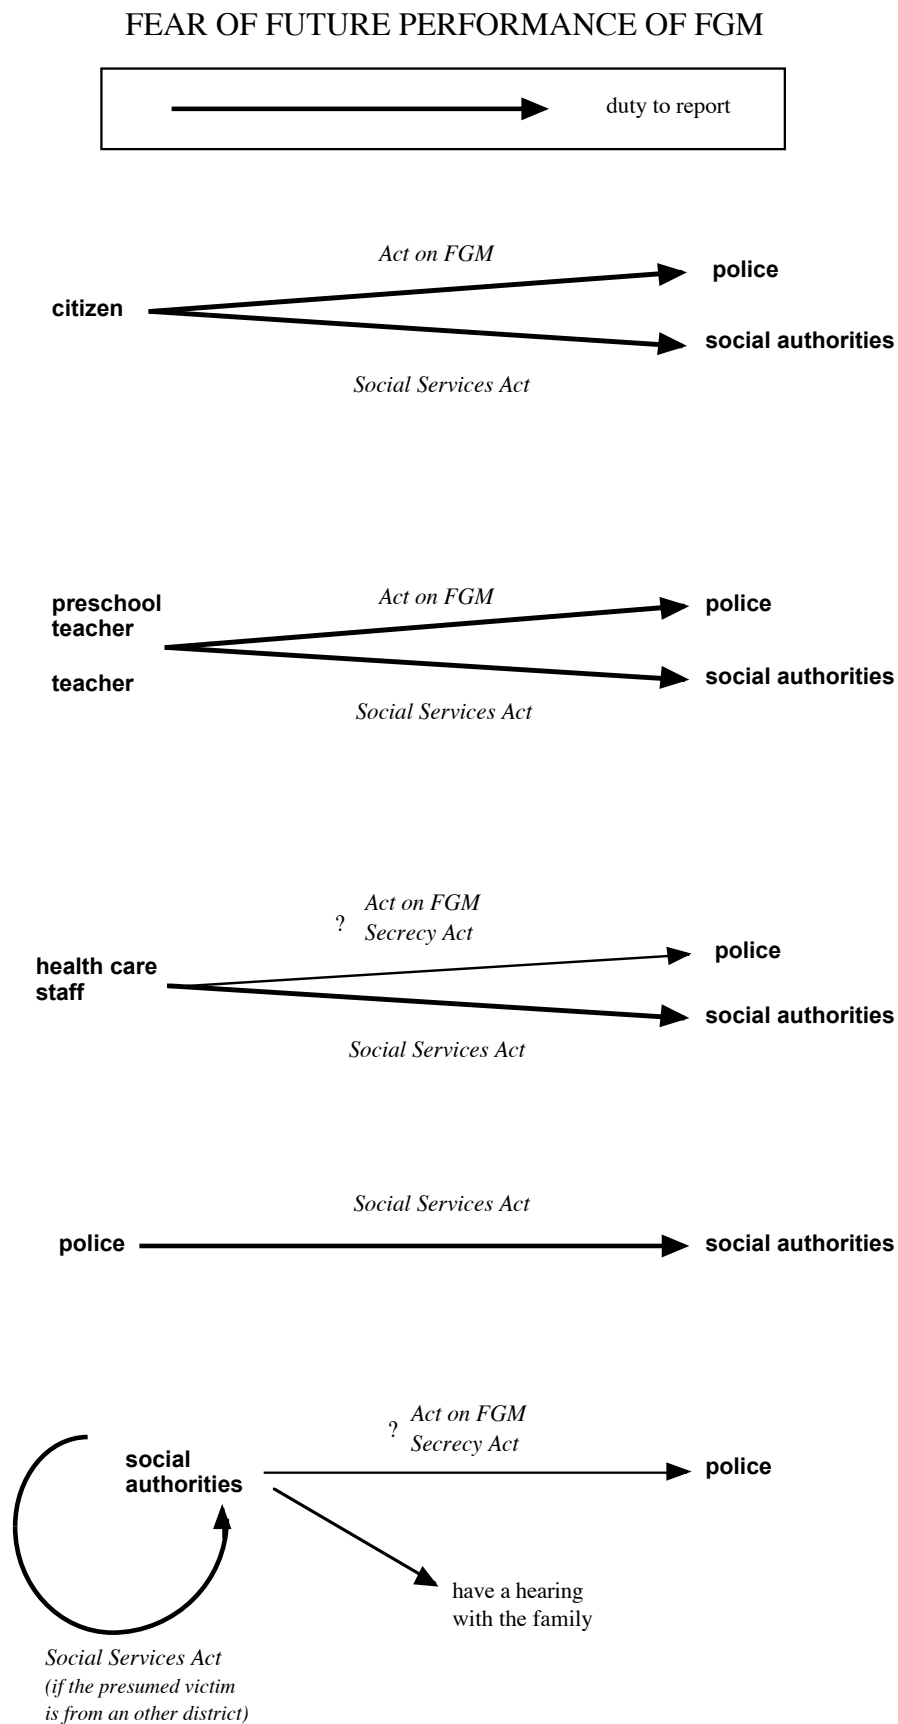 FEAR OF FUTURE PERFORMANCE OF FGM
duty to report
Act on FGM
police
citizen
social authorities
Social Services Act
preschool
teacher
teacher
Act on FGM
police
social authorities
Social Services Act
?
Act on FGM
Secrecy Act
police
health care
staff
social authorities
Social Services Act
Social Services Act
police
social authorities
?
Act on FGM
Secrecy Act
social
authorities
police
have a hearing
with the family
Social Services Act
(if the presumed victim
is from an other district)